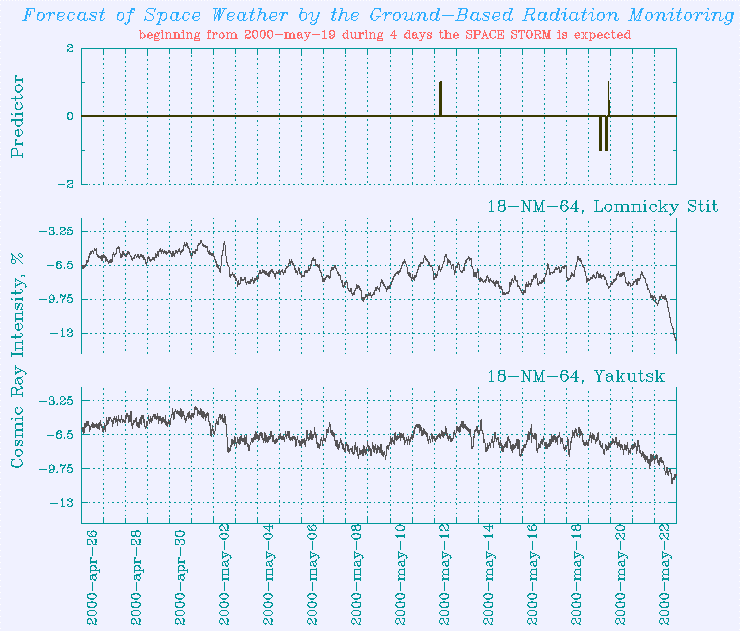 Forecast of Space Weather by the Ground-Based Radiation Monitoring
beginning from 2000-may-19 during 4 days the SPACE STORM is expected
Predictor
2
0
-2
18-NM-64, Lomnicky Stit
Cosmic Ray Intensity, %
-3.25
-6.5
-9.75
-13
18-NM-64, Yakutsk
-3.25
-6.5
-9.75
-13
2000-apr-26
2000-apr-28
2000-apr-30
2000-may-02
2000-may-04
2000-may-06
2000-may-08
2000-may-10
2000-may-12
2000-may-14
2000-may-16
2000-may-18
2000-may-20
2000-may-22